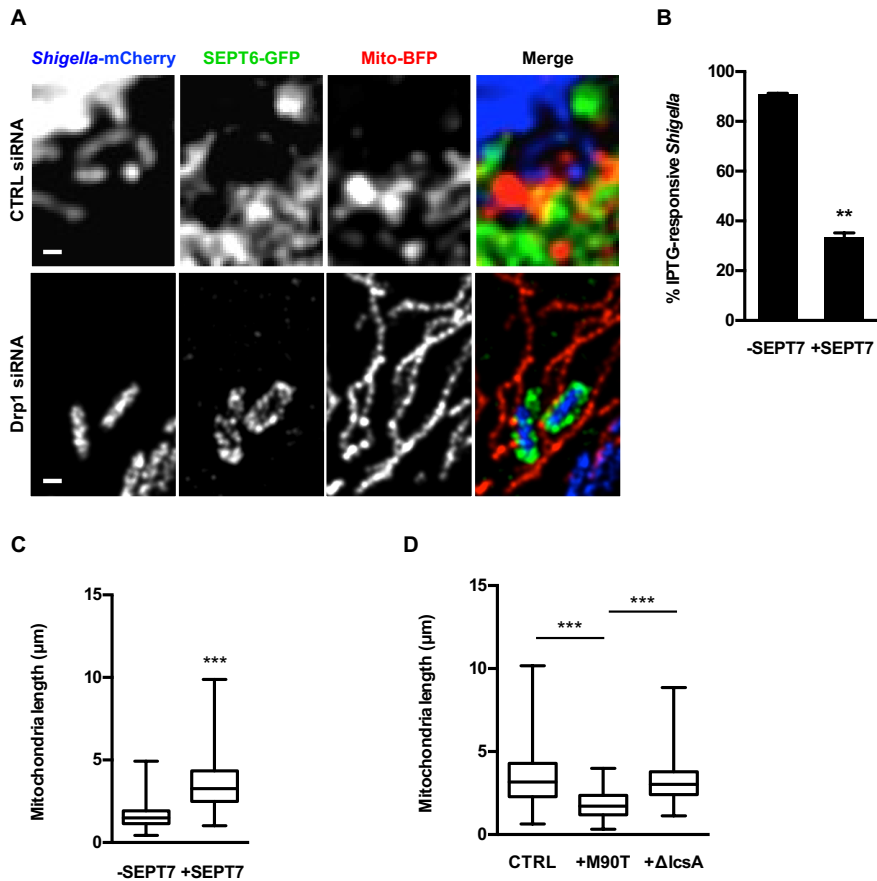 A
Shigella-mCherry SEPT6-GFP Mito-BFP Merge
CTRL siRNA
Drp1 siRNA
B
% IPTG-responsive Shigella
100
80
60
40
20
0
**
-SEPT7 +SEPT7
C
Mitochondria length (µm)
15
10
5
0
***
-SEPT7 +SEPT7
D
Mitochondria length (µm)
15
10
5
0
***
***
CTRL +M90T +ΔIcsA